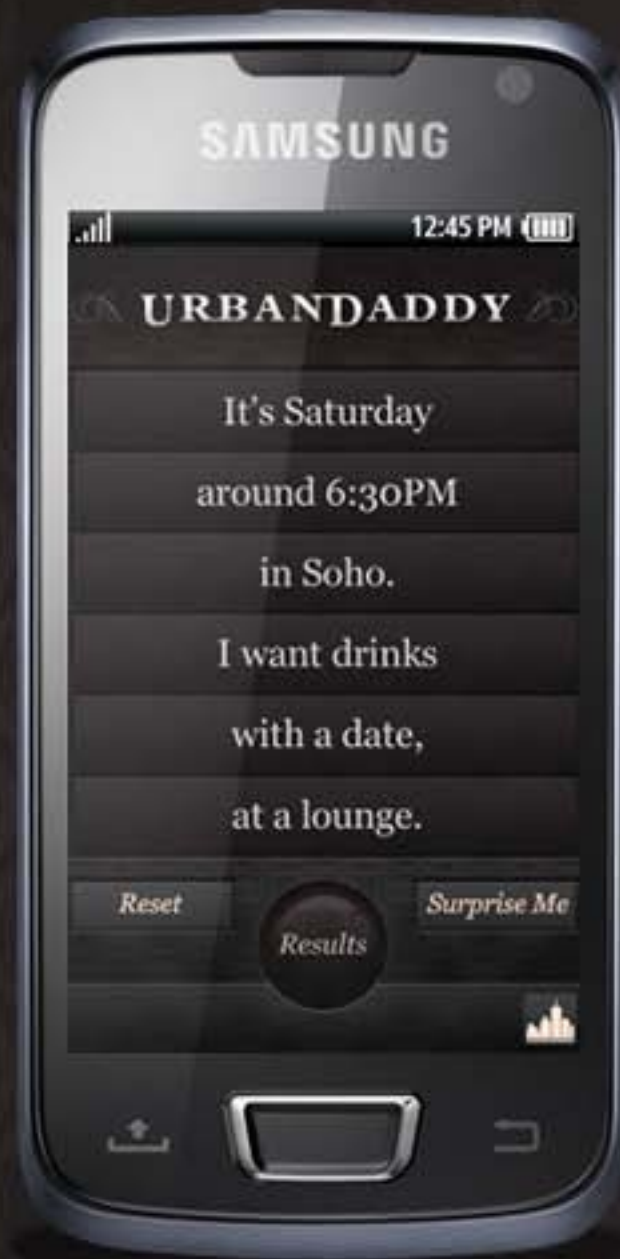 SAMSUNG
12:45 PM
URBANDADDY
It's Saturday
around 6:30PM
in Soho.
I want drinks
with a date,
at a lounge.
Reset
Results
Surprise Me